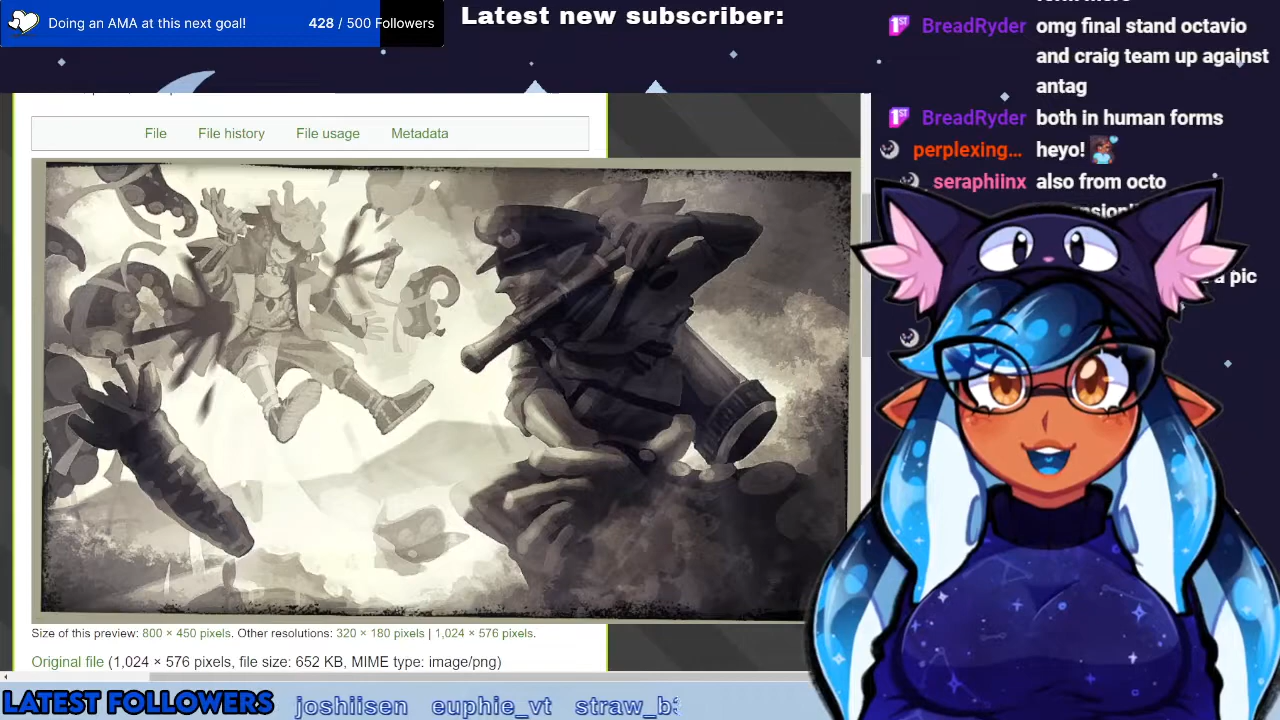 Doing an AMA at this next goal! 428 / 500 Followers
Latest new subscriber:
File File history File usage Metadata
Size of this preview: 800 × 450 pixels. Other resolutions: 320 × 180 pixels | 1,024 × 576 pixels.
Original file (1,024 × 576 pixels, file size: 652 KB, MIME type: image/png)
BreadRyder omg final stand octavio
and craig team up against
antag
BreadRyder both in human forms
perplexing... heyo!
seraphiinx also from octo
a pic
LATEST FOLLOWERS joshiisen euphie_vt